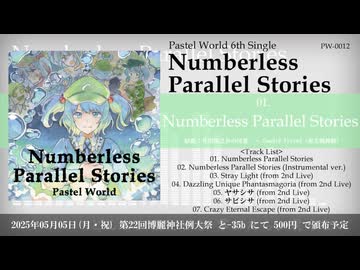 Numberless Parallel Stories
Pastel World 6th Single
PW-0012
Numberless
Parallel Stories
01.
Numberless Parallel Stories
Numberless
Parallel Stories
Pastel World
<Track List>
01. Numberless Parallel Stories
02. Numberless Parallel Stories (Instrumental ver.)
03. Stray Light (from 2nd Live)
04. Dazzling Unique Phantasmagoria (from 2nd Live)
05. ヤサシサ (from 2nd Live)
06. サビシサ (from 2nd Live)
07. Crazy Eternal Escape (from 2nd Live)
2025年05月05日(月・祝) 第22回博麗神社例大祭 と-35b にて 500円 で頒布予定